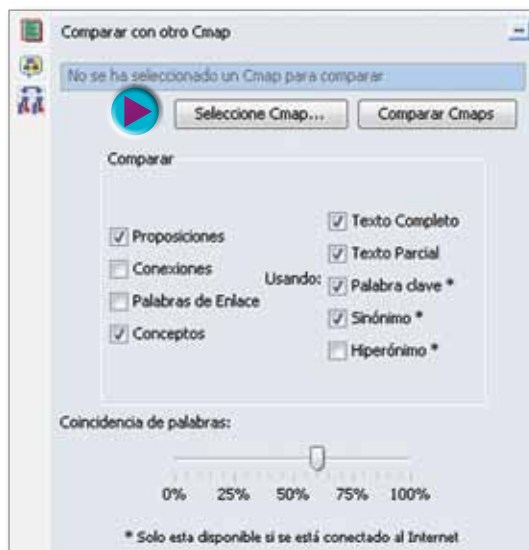 Comparar con otro Cmap
No se ha seleccionado un Cmap para comparar
Seleccione Cmap... Comparar Cmaps
Comparar
Proposiciones
Conexiones
Palabras de Enlace
Conceptos
Usando:
Texto Completo
Texto Parcial
Palabra clave *
Sinónimo *
Hiperónimo *
Coincidencia de palabras:
0% 25% 50% 75% 100%
* Solo esta disponible si se está conectado al Internet